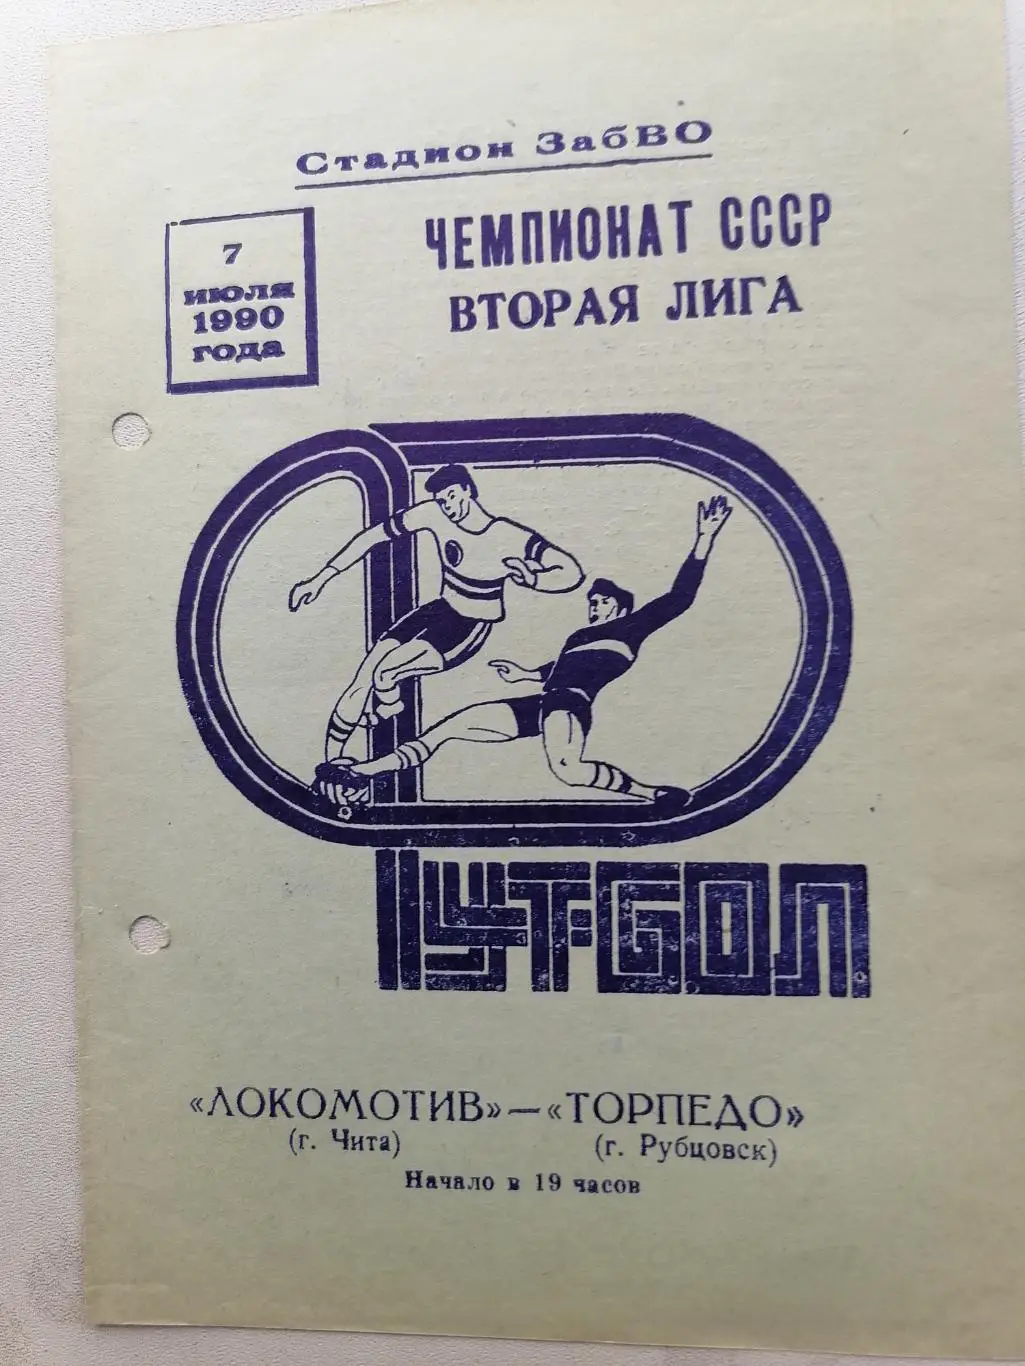 Стадион ЗабВО
7
июля
1990
года
ЧЕМПИОНАТ СССР
ВТОРАЯ ЛИГА
ФУТБОЛ
«ЛОКОМОТИВ» — «ТОРПЕДО»
(г. Чита) (г. Рубцовск)
Начало в 19 часов